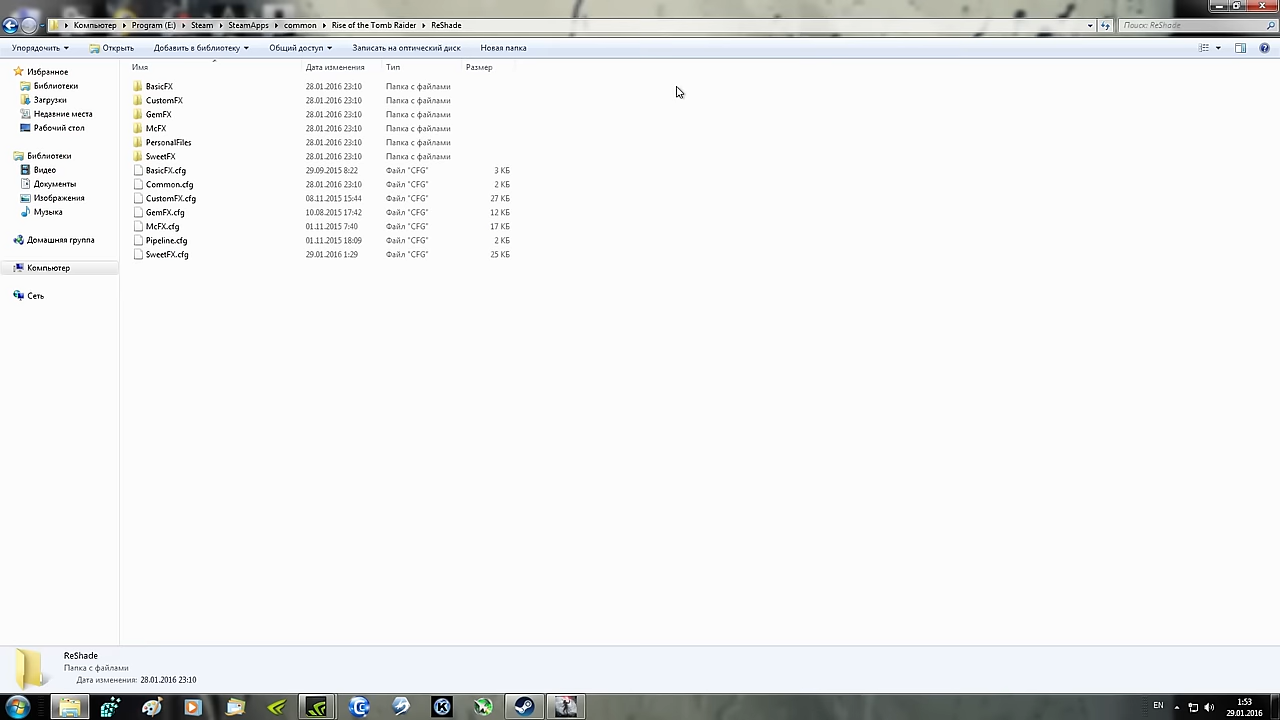 Компьютер Program (E:) Steam SteamApps common Rise of the Tomb Raider ReShade Поиск: ReShade
Упорядочить Открыть Добавить в библиотеку Общий доступ Записать на оптический диск Новая папка
Имя Дата изменения Тип Размер
Избранное
Библиотеки
Загрузки
Недавние места
Рабочий стол
Библиотеки
Видео
Документы
Изображения
Музыка
Домашняя группа
Компьютер
Сеть
BasicFX 28.01.2016 23:10 Папка с файлами
CustomFX 28.01.2016 23:10 Папка с файлами
GemFX 28.01.2016 23:10 Папка с файлами
McFX 28.01.2016 23:10 Папка с файлами
PersonalFiles 28.01.2016 23:10 Папка с файлами
SweetFX 28.01.2016 23:10 Папка с файлами
BasicFX.cfg 29.09.2015 8:22 Файл "CFG" 3 КБ
Common.cfg 28.01.2016 23:10 Файл "CFG" 2 КБ
CustomFX.cfg 08.11.2015 15:44 Файл "CFG" 27 КБ
GemFX.cfg 10.08.2015 17:42 Файл "CFG" 12 КБ
McFX.cfg 01.11.2015 7:40 Файл "CFG" 17 КБ
Pipeline.cfg 01.11.2015 18:09 Файл "CFG" 2 КБ
SweetFX.cfg 29.01.2016 1:29 Файл "CFG" 25 КБ
ReShade
Папка с файлами
Дата изменения: 28.01.2016 23:10
EN
1:53
29.01.2016